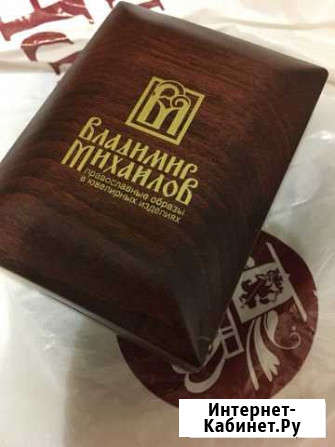 ВЛАДИМИР
МИХАЙЛОВ
православные образы
в ювелирных изделиях
Интернет-
Кабинет.Ру